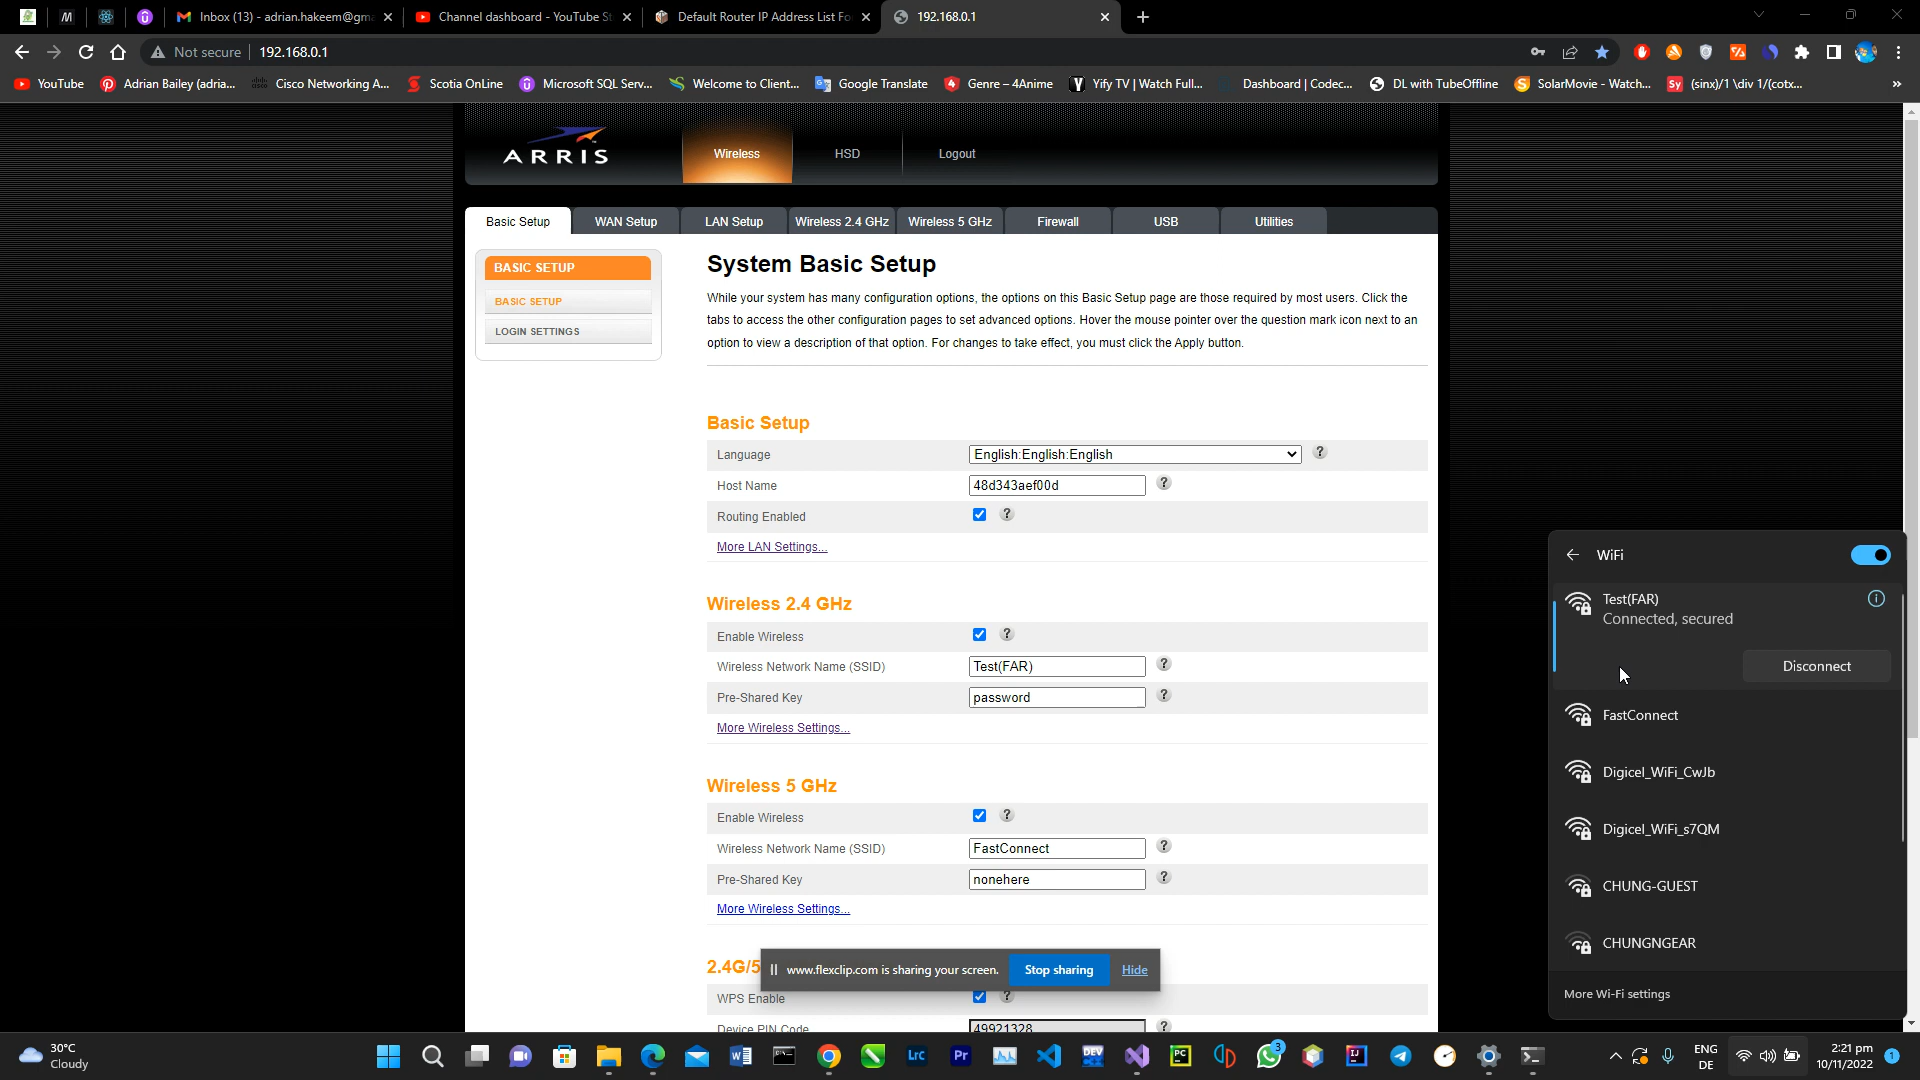 Inbox (13) - adrian.hakeem@gma
Channel dashboard - YouTube St
Default Router IP Address List Fo
192.168.0.1
Not secure
192.168.0.1
YouTube
Adrian Bailey (adria...
Cisco Networking A...
Scotia OnLine
Microsoft SQL Serv...
Welcome to Client...
Google Translate
Genre – 4Anime
Yify TV | Watch Full...
Dashboard | Codec...
DL with TubeOffline
SolarMovie - Watch...
Sy
(sinx)/1 \div 1/(cotx...
»
ARRIS
Wireless
HSD
Logout
Basic Setup
WAN Setup
LAN Setup
Wireless 2.4 GHz
Wireless 5 GHz
Firewall
USB
Utilities
BASIC SETUP
BASIC SETUP
LOGIN SETTINGS
System Basic Setup
While your system has many configuration options, the options on this Basic Setup page are those required by most users. Click the
tabs to access the other configuration pages to set advanced options. Hover the mouse pointer over the question mark icon next to an
option to view a description of that option. For changes to take effect, you must click the Apply button.
Basic Setup
Language
English:English:English
?
Host Name
48d343aef00d
?
Routing Enabled
?
More LAN Settings...
Wireless 2.4 GHz
Enable Wireless
?
Wireless Network Name (SSID)
Test(FAR)
?
Pre-Shared Key
password
?
More Wireless Settings...
Wireless 5 GHz
Enable Wireless
?
Wireless Network Name (SSID)
FastConnect
?
Pre-Shared Key
nonehere
?
More Wireless Settings...
2.4G/5
www.flexclip.com is sharing your screen.
Stop sharing
Hide
WPS Enable
?
Device PIN Code
49921328
?
WiFi
Test(FAR)
Connected, secured
Disconnect
FastConnect
Digicel_WiFi_CwJb
Digicel_WiFi_s7QM
CHUNG-GUEST
CHUNGNGEAR
More Wi-Fi settings
30°C
Cloudy
Lrc
Pr
DEV
PC
3
IJ
ENG
DE
2:21 pm
10/11/2022
1